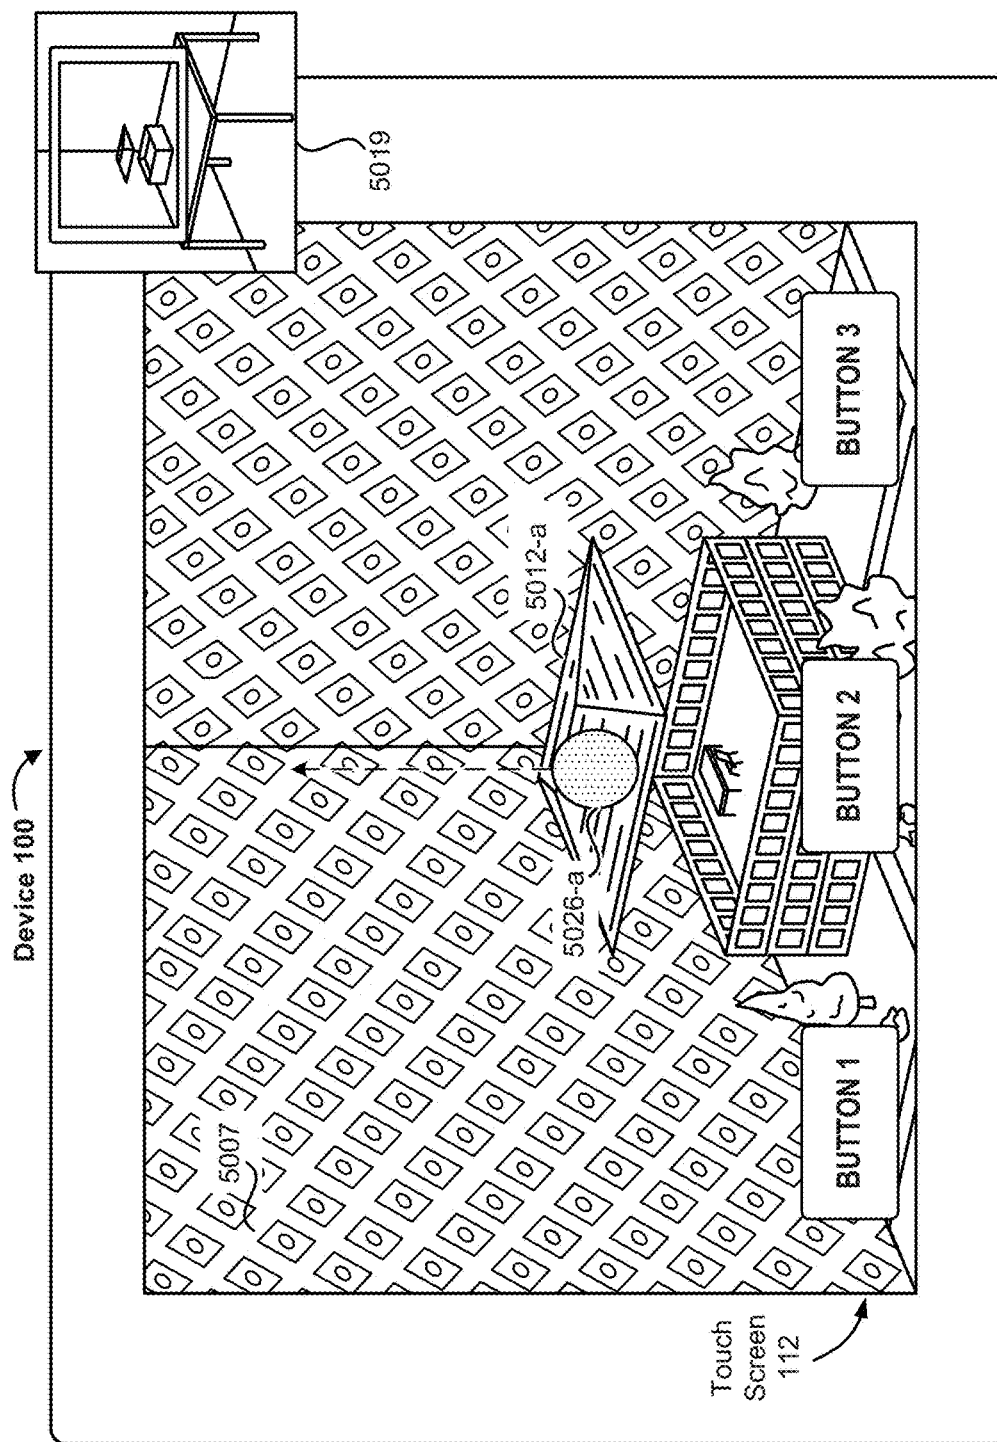 Device 100
5019
5007
5012-a
5026-a
BUTTON 1
BUTTON 2
BUTTON 3
Touch
Screen
112